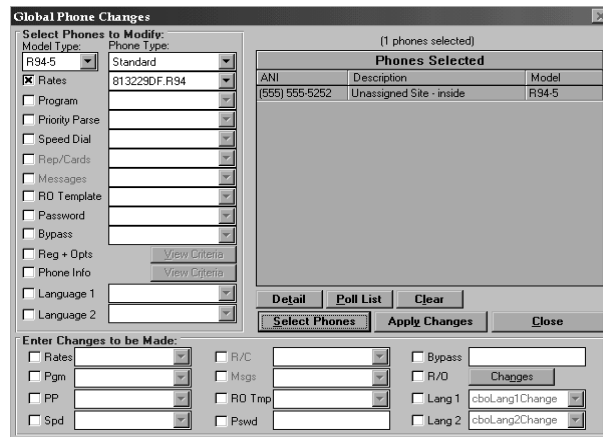 Global Phone Changes
Select Phones to Modify:
Model Type: Phone Type:
R94-5 Standard
Rates 813229DF.R94
Program
Priority Parse
Speed Dial
Rep/Cards
Messages
RO Template
Password
Bypass
Reg + Opts View Criteria
Phone Info View Criteria
Language 1
Language 2
(1 phones selected)
Phones Selected
ANI Description Model
(555) 555-5252 Unassigned Site - inside R94-5
Detail Poll List Clear
Select Phones Apply Changes Close
Enter Changes to be Made:
Rates R/C Bypass
Pgm Msgs R/O Changes
PP RO Tmp Lang 1 cboLang1Change
Spd Pswd Lang 2 cboLang2Change